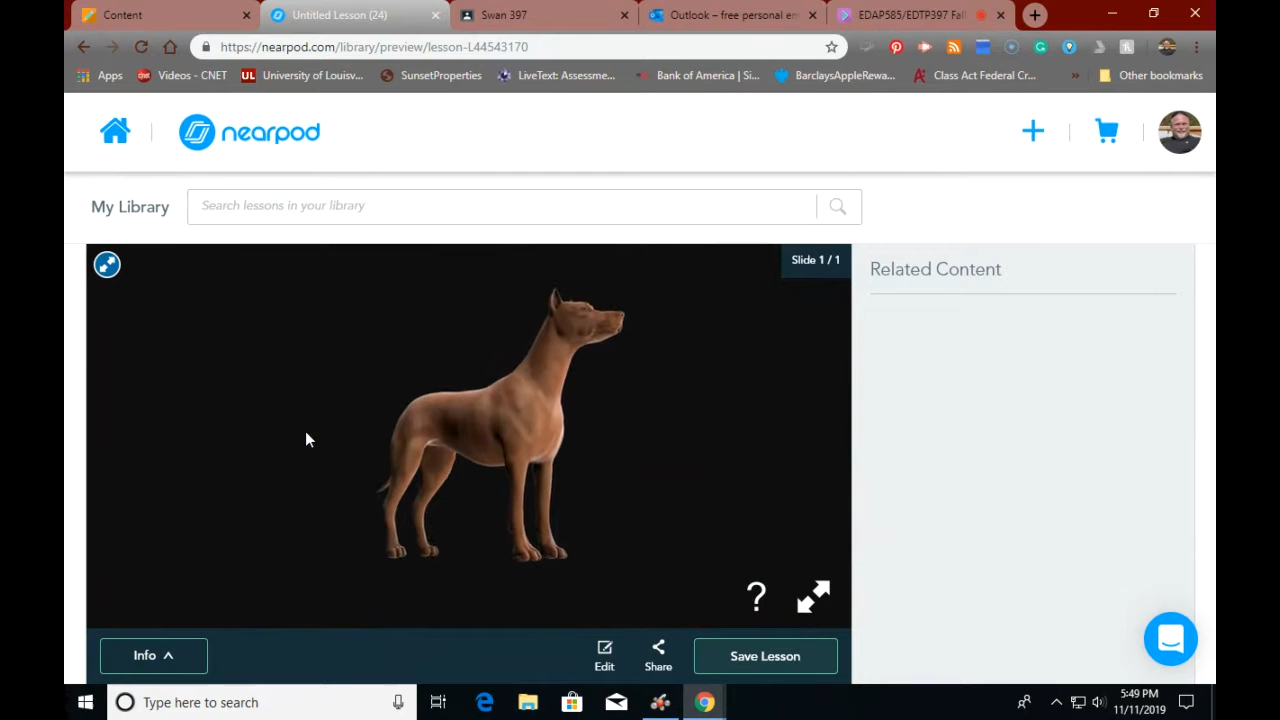 Content
Untitled Lesson (24)
Swan 397
Outlook – free personal em
EDAP585/EDTP397 Fall
https://nearpod.com/library/preview/lesson-L44543170
Apps
Videos - CNET
UL University of Louisv...
SunsetProperties
LiveText: Assessme...
Bank of America | Si...
BarclaysAppleRewa...
Class Act Federal Cr...
»
Other bookmarks
nearpod
My Library
Search lessons in your library
Slide 1 / 1
Related Content
?
Info
Edit
Share
Save Lesson
Type here to search
5:49 PM
11/11/2019